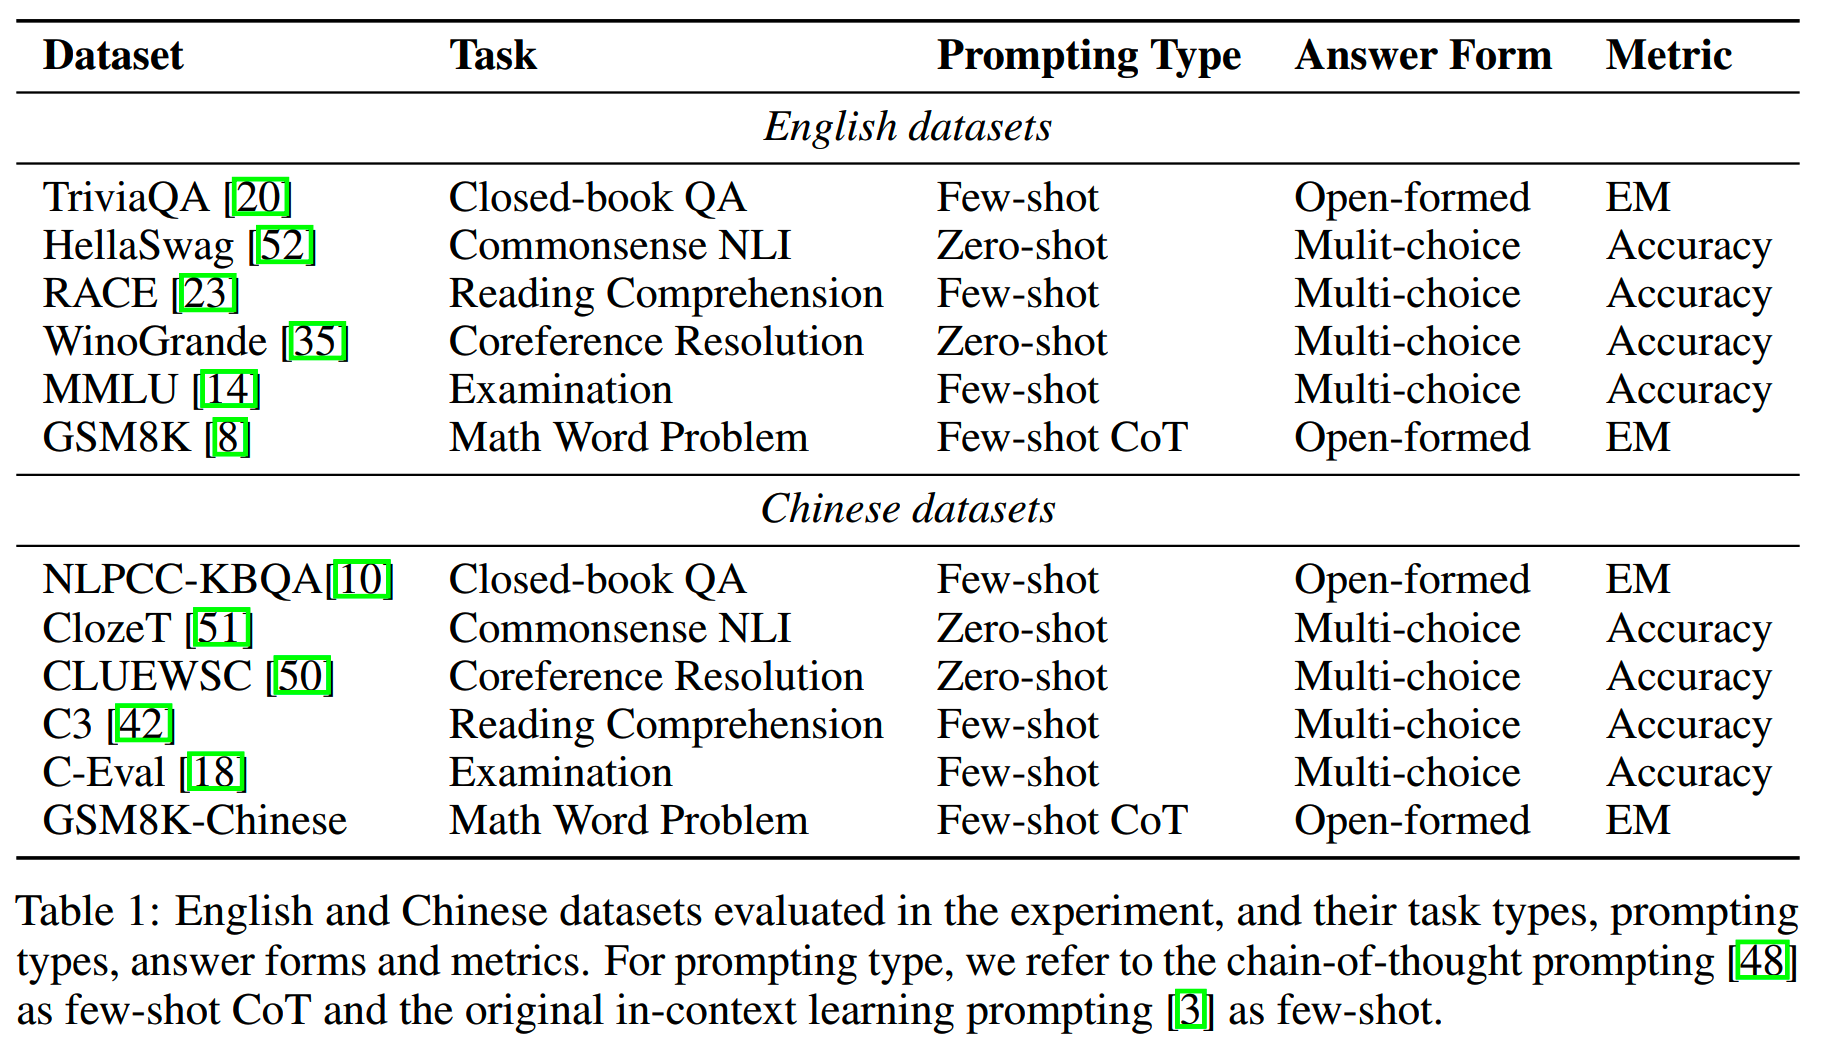 Dataset Task Prompting Type Answer Form Metric
English datasets
TriviaQA [20] Closed-book QA Few-shot Open-formed EM
HellaSwag [52] Commonsense NLI Zero-shot Mulit-choice Accuracy
RACE [23] Reading Comprehension Few-shot Multi-choice Accuracy
WinoGrande [35] Coreference Resolution Zero-shot Multi-choice Accuracy
MMLU [14] Examination Few-shot Multi-choice Accuracy
GSM8K [8] Math Word Problem Few-shot CoT Open-formed EM
Chinese datasets
NLPCC-KBQA[10] Closed-book QA Few-shot Open-formed EM
ClozeT [51] Commonsense NLI Zero-shot Multi-choice Accuracy
CLUEWSC [50] Coreference Resolution Zero-shot Multi-choice Accuracy
C3 [42] Reading Comprehension Few-shot Multi-choice Accuracy
C-Eval [18] Examination Few-shot Multi-choice Accuracy
GSM8K-Chinese Math Word Problem Few-shot CoT Open-formed EM
Table 1: English and Chinese datasets evaluated in the experiment, and their task types, prompting
types, answer forms and metrics. For prompting type, we refer to the chain-of-thought prompting [48]
as few-shot CoT and the original in-context learning prompting [3] as few-shot.